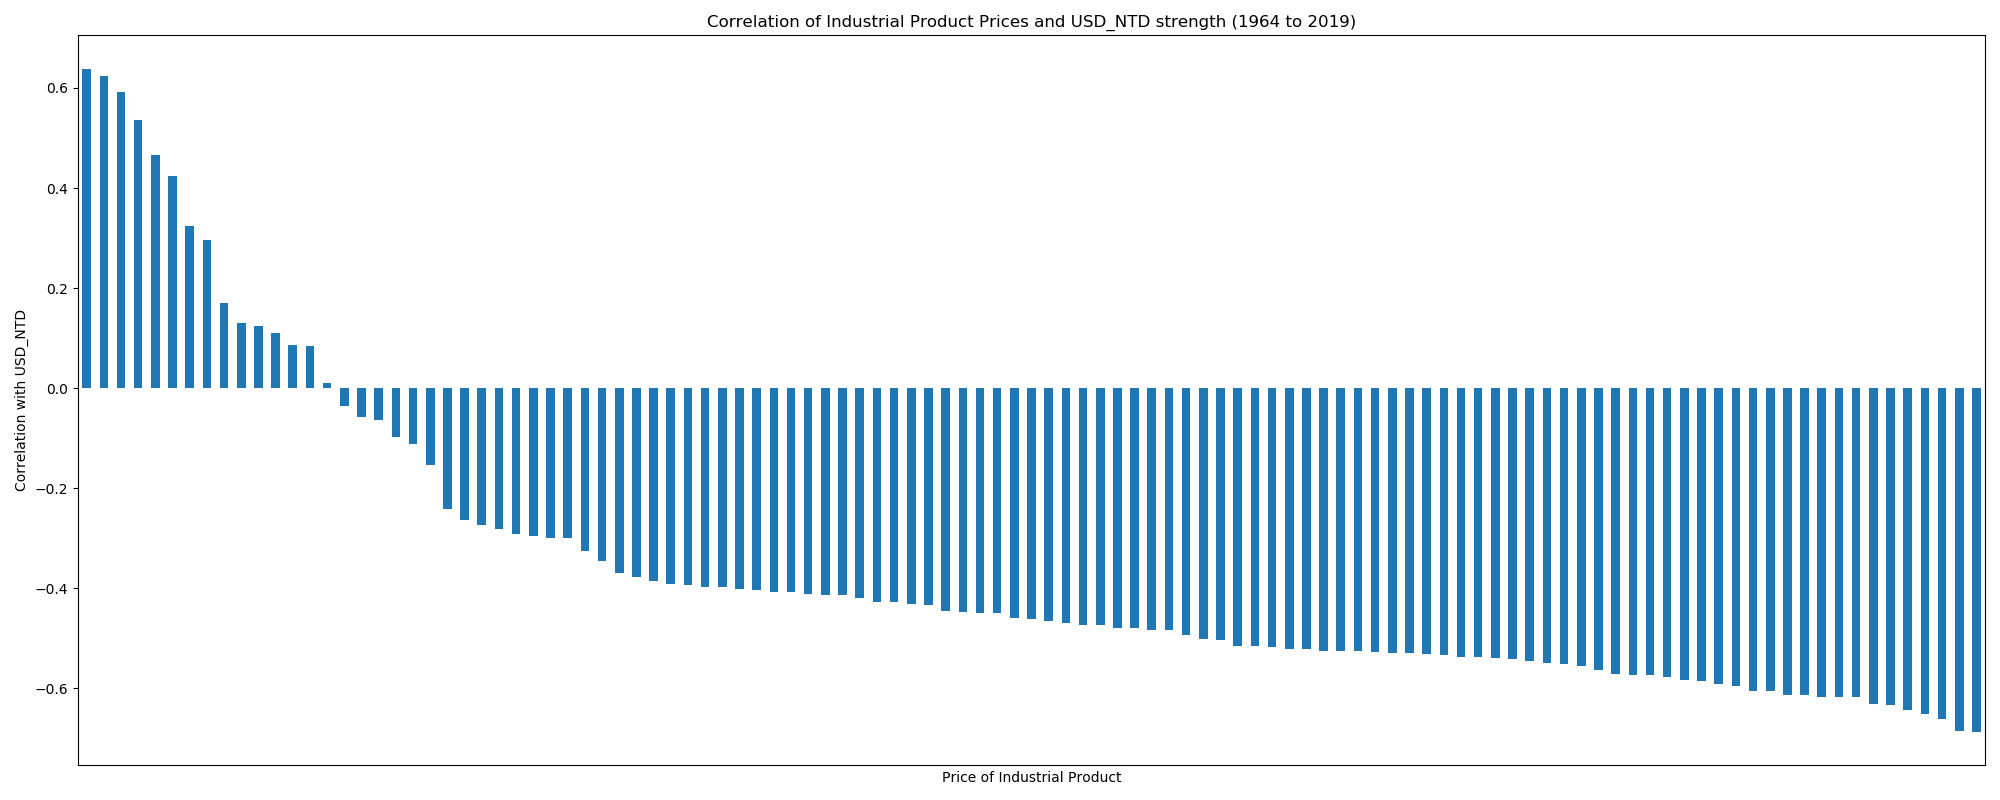 Correlation of Industrial Product Prices and USD_NTD strength (1964 to 2019)
Correlation with USD_NTD
0.6
0.4
0.2
0.0
−0.2
−0.4
−0.6
Price of Industrial Product